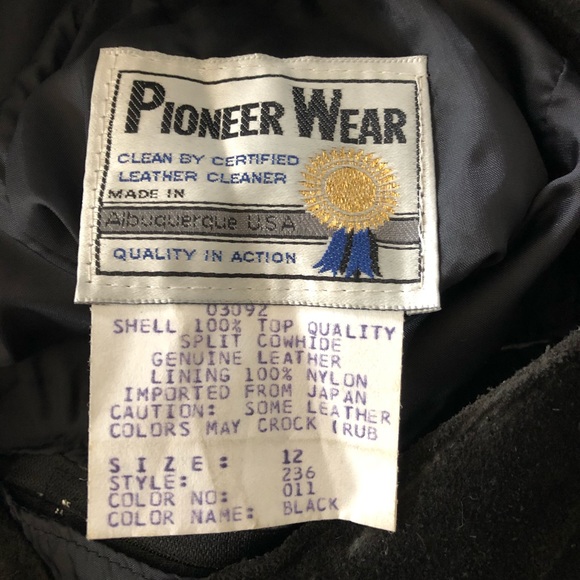 PIONEER WEAR
CLEAN BY CERTIFIED
LEATHER CLEANER
MADE IN
Albuquerque U.S.A
QUALITY IN ACTION
03092
SHELL 100% TOP QUALITY
SPLIT COWHIDE
GENUINE LEATHER
LINING 100% NYLON
IMPORTED FROM JAPAN
CAUTION: SOME LEATHER
COLORS MAY CROCK (RUB
SIZE: 12
STYLE: 236
COLOR NO: 011
COLOR NAME: BLACK